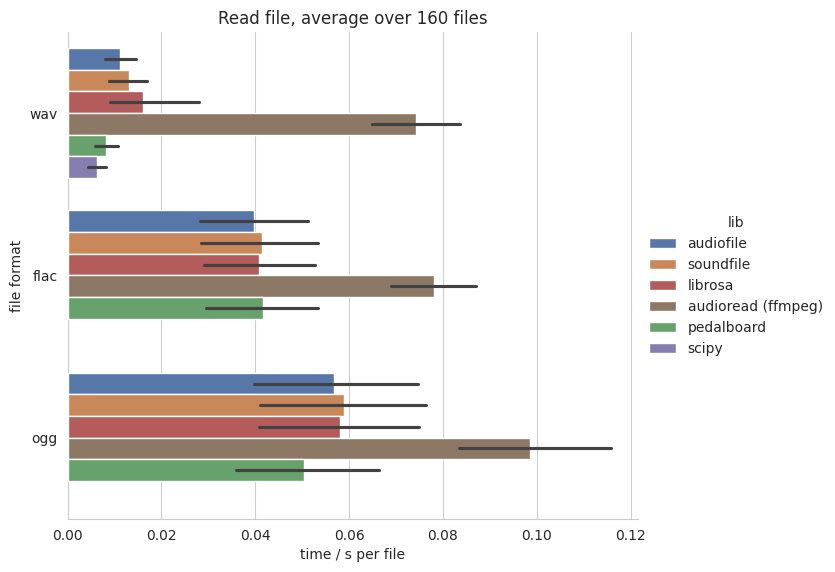 Read file, average over 160 files
wav
flac
ogg
file format
0.00 0.02 0.04 0.06 0.08 0.10 0.12
time / s per file
lib
audiofile
soundfile
librosa
audioread (ffmpeg)
pedalboard
scipy